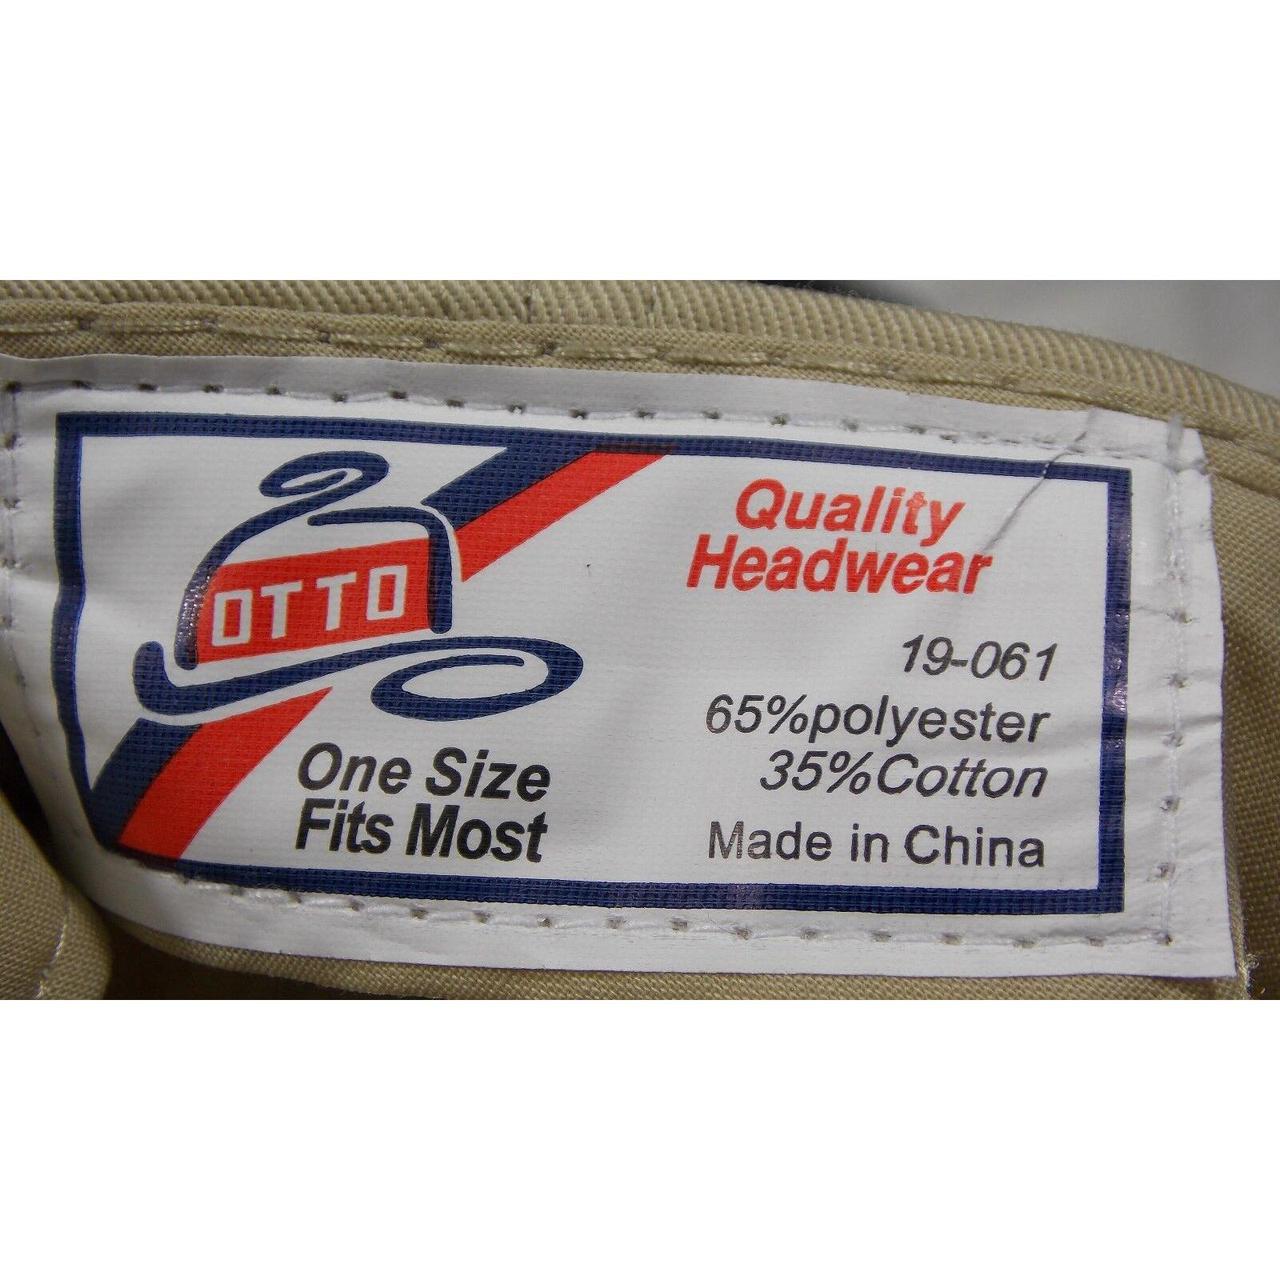 OTTO
One Size
Fits Most
Quality
Headwear
19-061
65%polyester
35%Cotton
Made in China